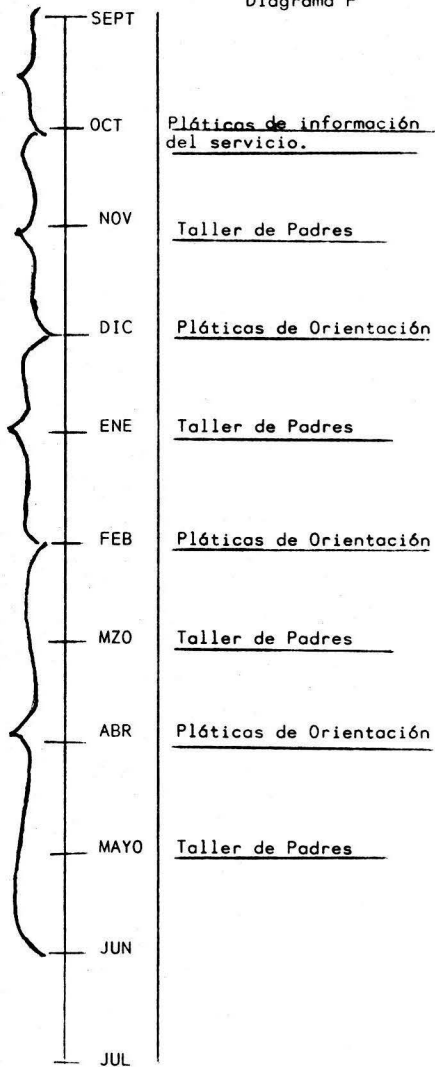 Diagrama F
SEPT
OCT Pláticas de información
del servicio.
NOV Taller de Padres
DIC Pláticas de Orientación
ENE Taller de Padres
FEB Pláticas de Orientación
MZO Taller de Padres
ABR Pláticas de Orientación
MAYO Taller de Padres
JUN
JUL